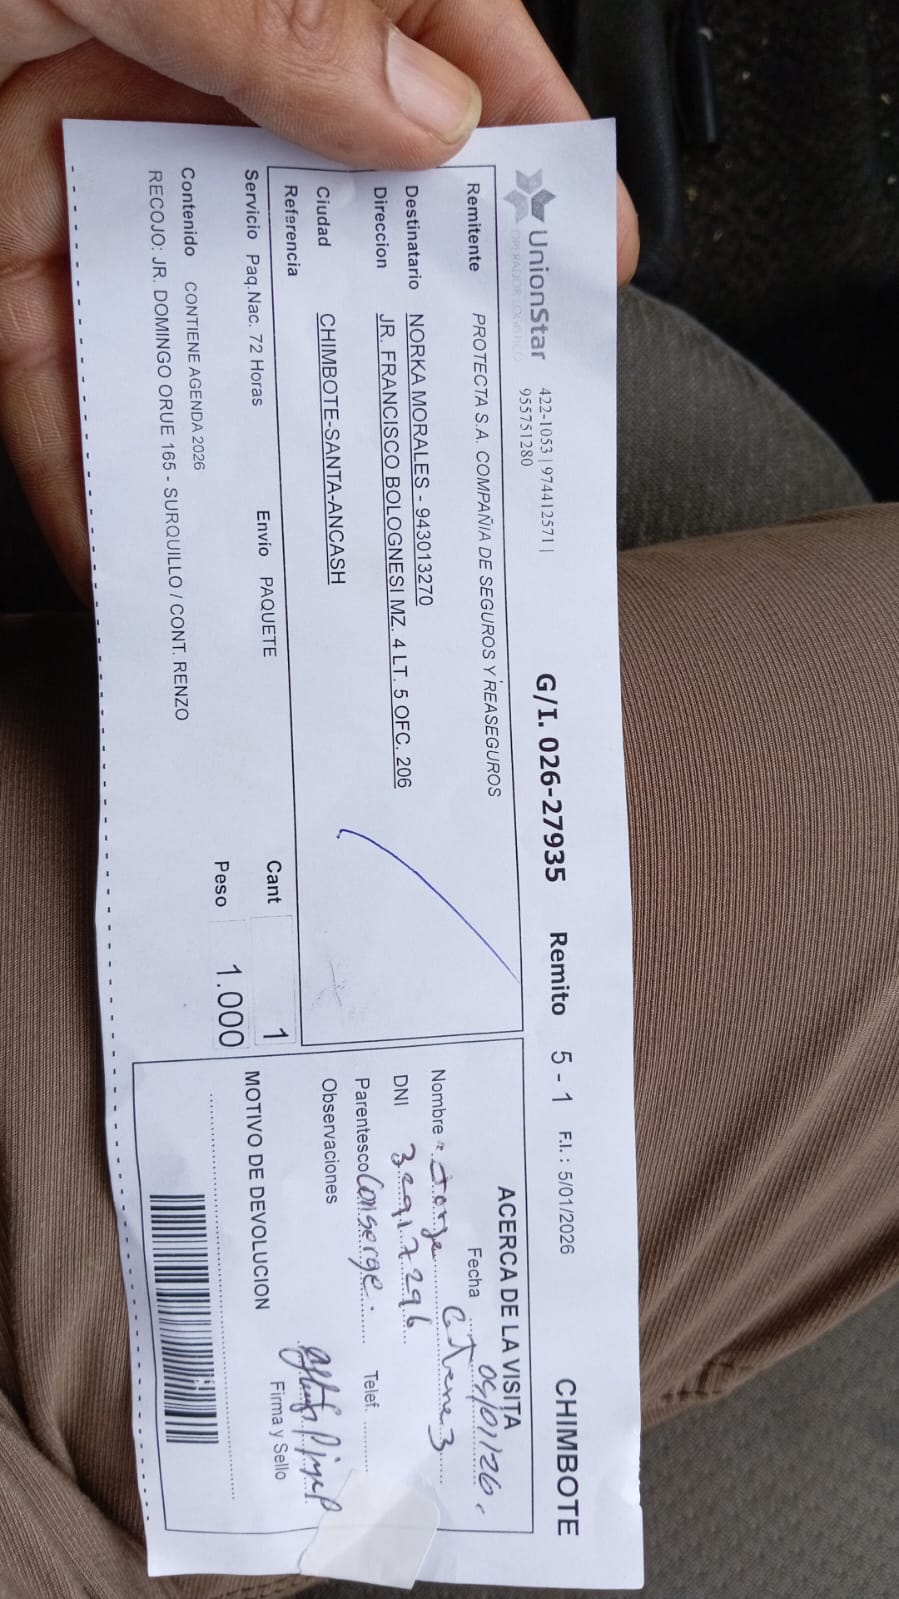 UnionStar
OPERADOR LOGISTICO
422-1053 | 974412571 |
955751280
G/I. 026-27935 Remito 5 - 1 F.I.: 5/01/2026 CHIMBOTE
Remitente PROTECTA S.A. COMPAÑIA DE SEGUROS Y REASEGUROS
Destinatario NORKA MORALES - 943013270
Direccion JR. FRANCISCO BOLOGNESI MZ. 4 LT. 5 OFC. 206
Ciudad CHIMBOTE-SANTA-ANCASH
Referencia
Servicio Paq.Nac. 72 Horas Envío PAQUETE Cant 1
Peso 1.000
Contenido CONTIENE AGENDA 2026
RECOJO: JR. DOMINGO ORUE 165 - SURQUILLO / CONT. RENZO
ACERCA DE LA VISITA
Fecha
Nombre : Jorge
DNI
Parentesco Conserge. Telef.
Observaciones
Firma y Sello
MOTIVO DE DEVOLUCION